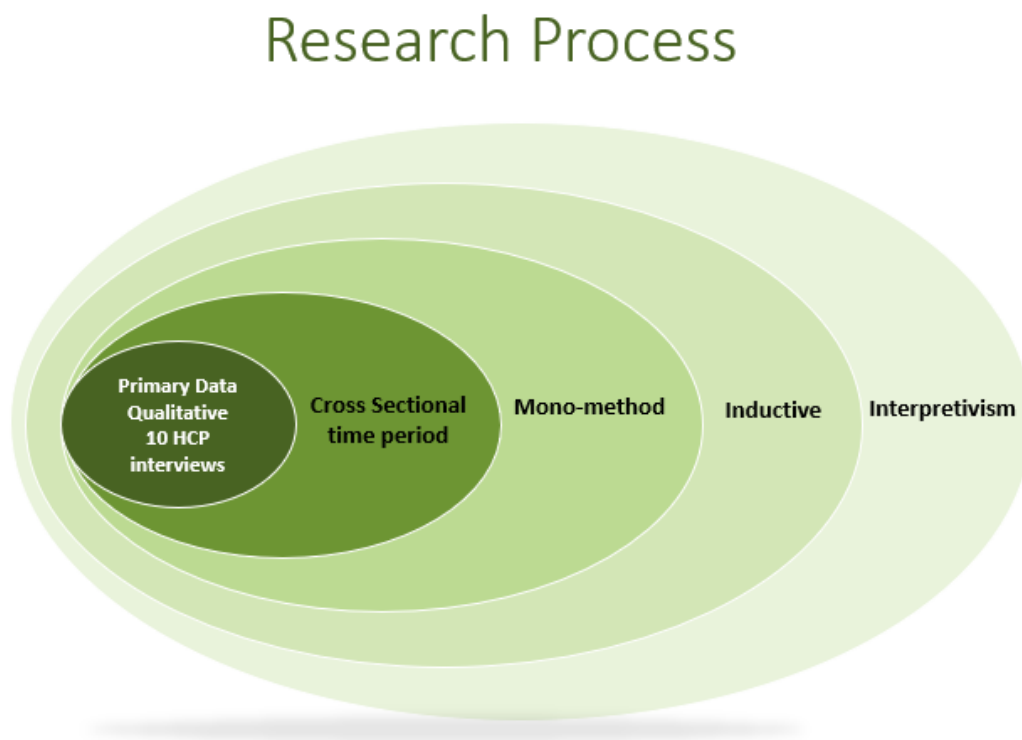 Research Process
Primary Data
Qualitative
10 HCP
interviews
Cross Sectional
time period
Mono-method
Inductive
Interpretivism